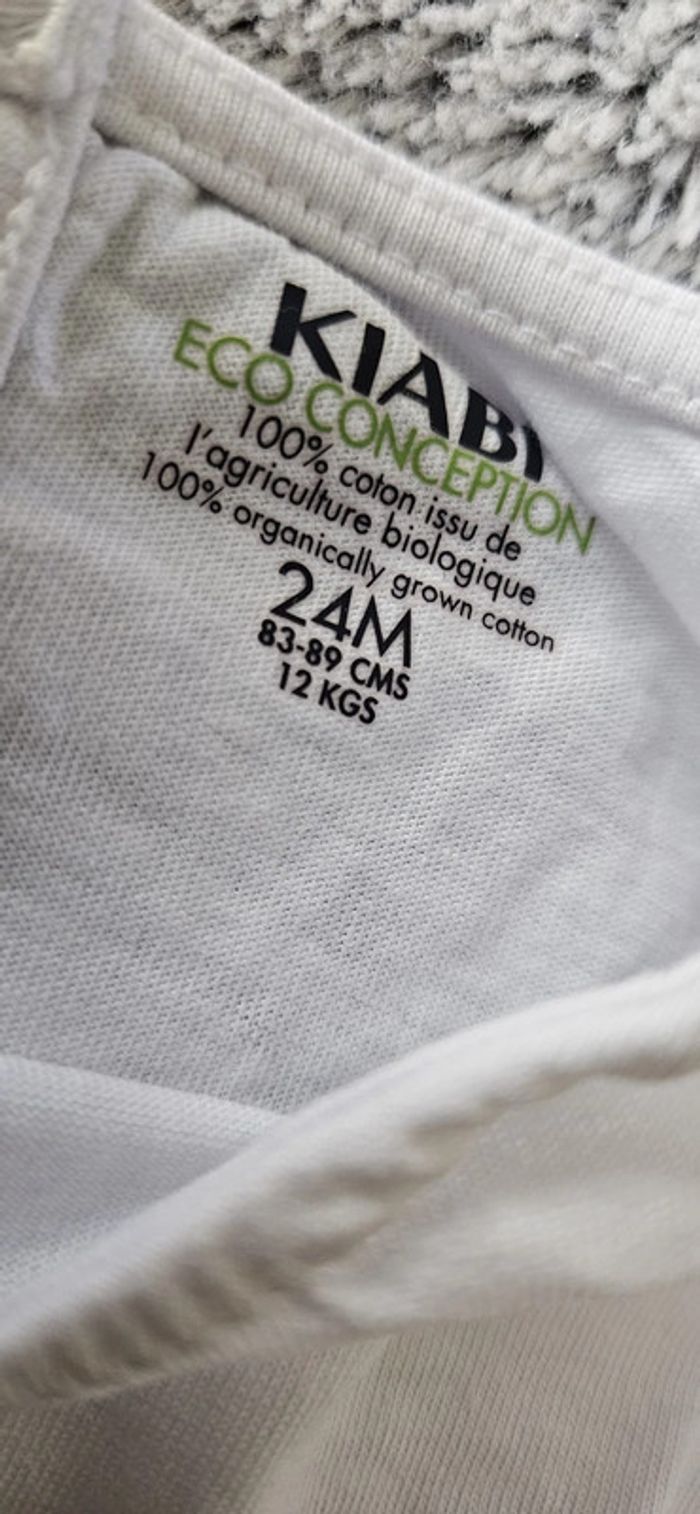 KIABI
ECO CONCEPTION
100% coton issu de
l'agriculture biologique
100% organically grown cotton
24M
83-89 CMS
12 KGS